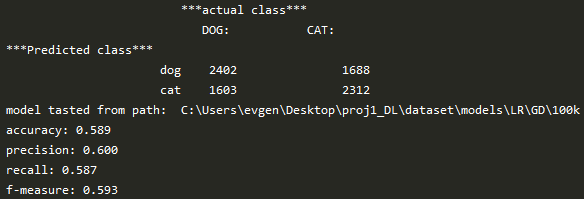 ***actual class***
DOG: CAT:
***Predicted class***
dog 2402 1688
cat 1603 2312
model tasted from path: C:\Users\evgen\Desktop\proj1_DL\dataset\models\LR\GD\100k
accuracy: 0.589
precision: 0.600
recall: 0.587
f-measure: 0.593